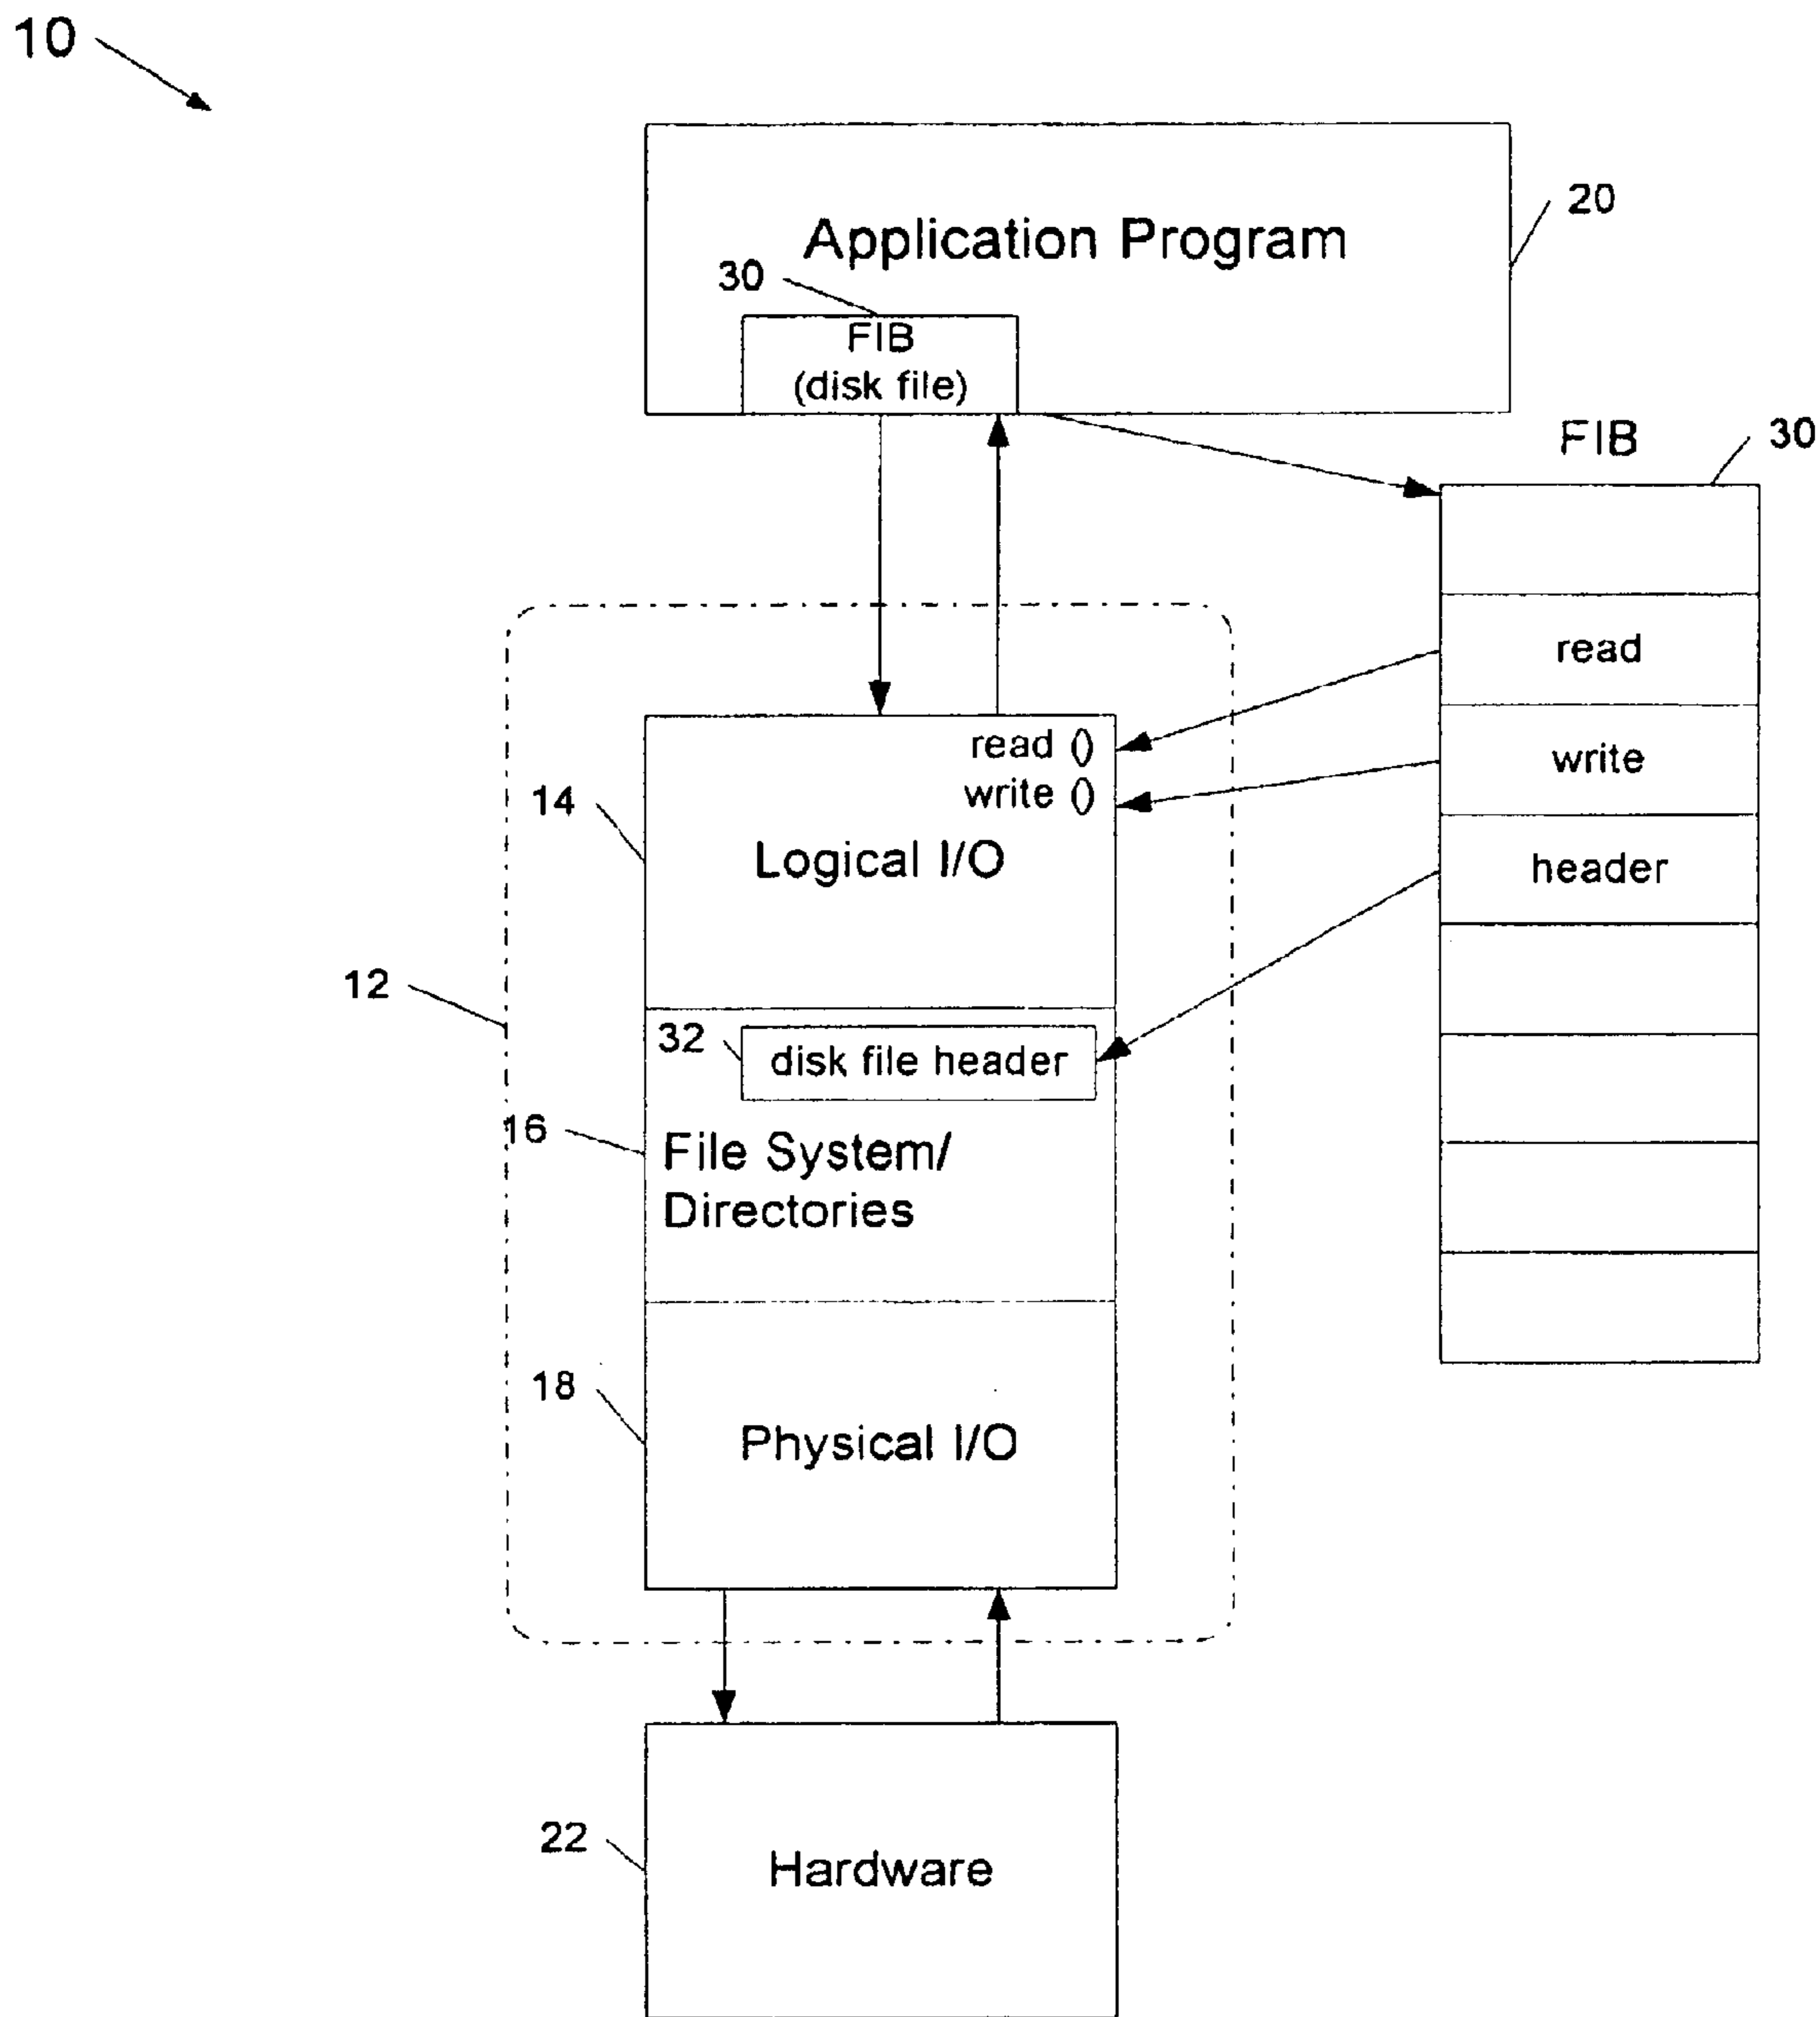 10
Application Program
20
30
FIB
(disk file)
FIB
30
read
write
header
read ()
write ()
14
Logical I/O
12
32
disk file header
16
File System/
Directories
18
Physical I/O
22
Hardware